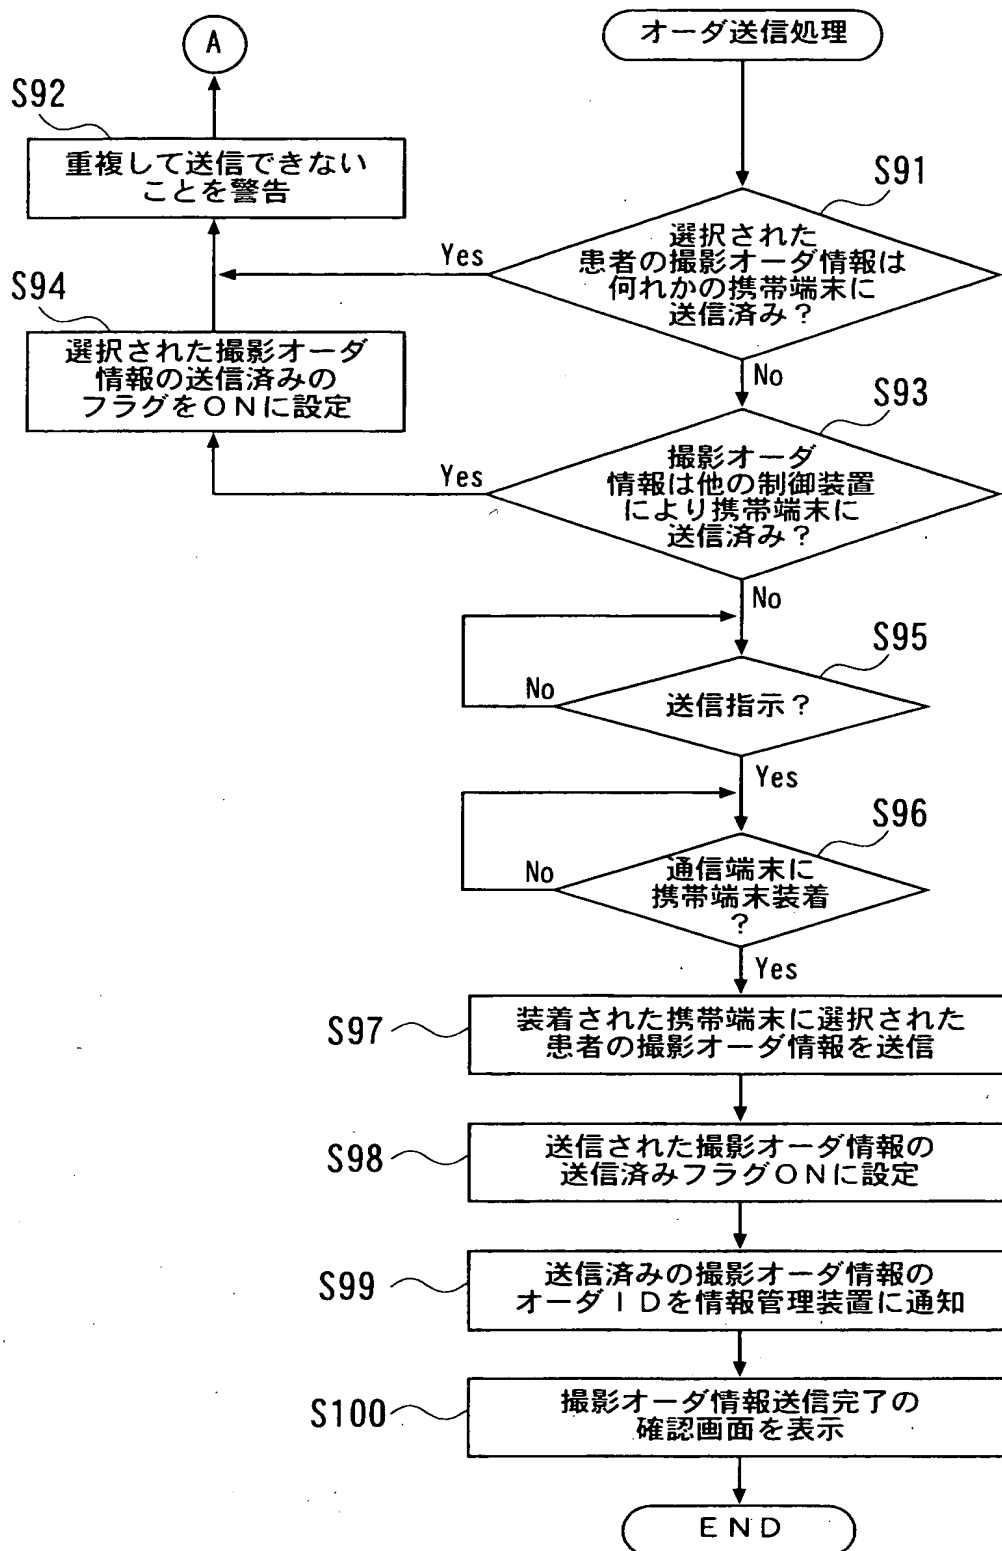 A
オーダ送信処理
S92
重複して送信できない
ことを警告
S91
選択された
患者の撮影オーダ情報は
何れかの携帯端末に
送信済み？
Yes
No
S94
選択された撮影オーダ
情報の送信済みの
フラグをＯＮに設定
S93
撮影オーダ
情報は他の制御装置
により携帯端末に
送信済み？
Yes
No
S95
送信指示？
No
Yes
S96
通信端末に
携帯端末装着
？
No
Yes
S97
装着された携帯端末に選択された
患者の撮影オーダ情報を送信
S98
送信された撮影オーダ情報の
送信済みフラグＯＮに設定
S99
送信済みの撮影オーダ情報の
オーダＩＤを情報管理装置に通知
S100
撮影オーダ情報送信完了の
確認画面を表示
ＥＮＤ